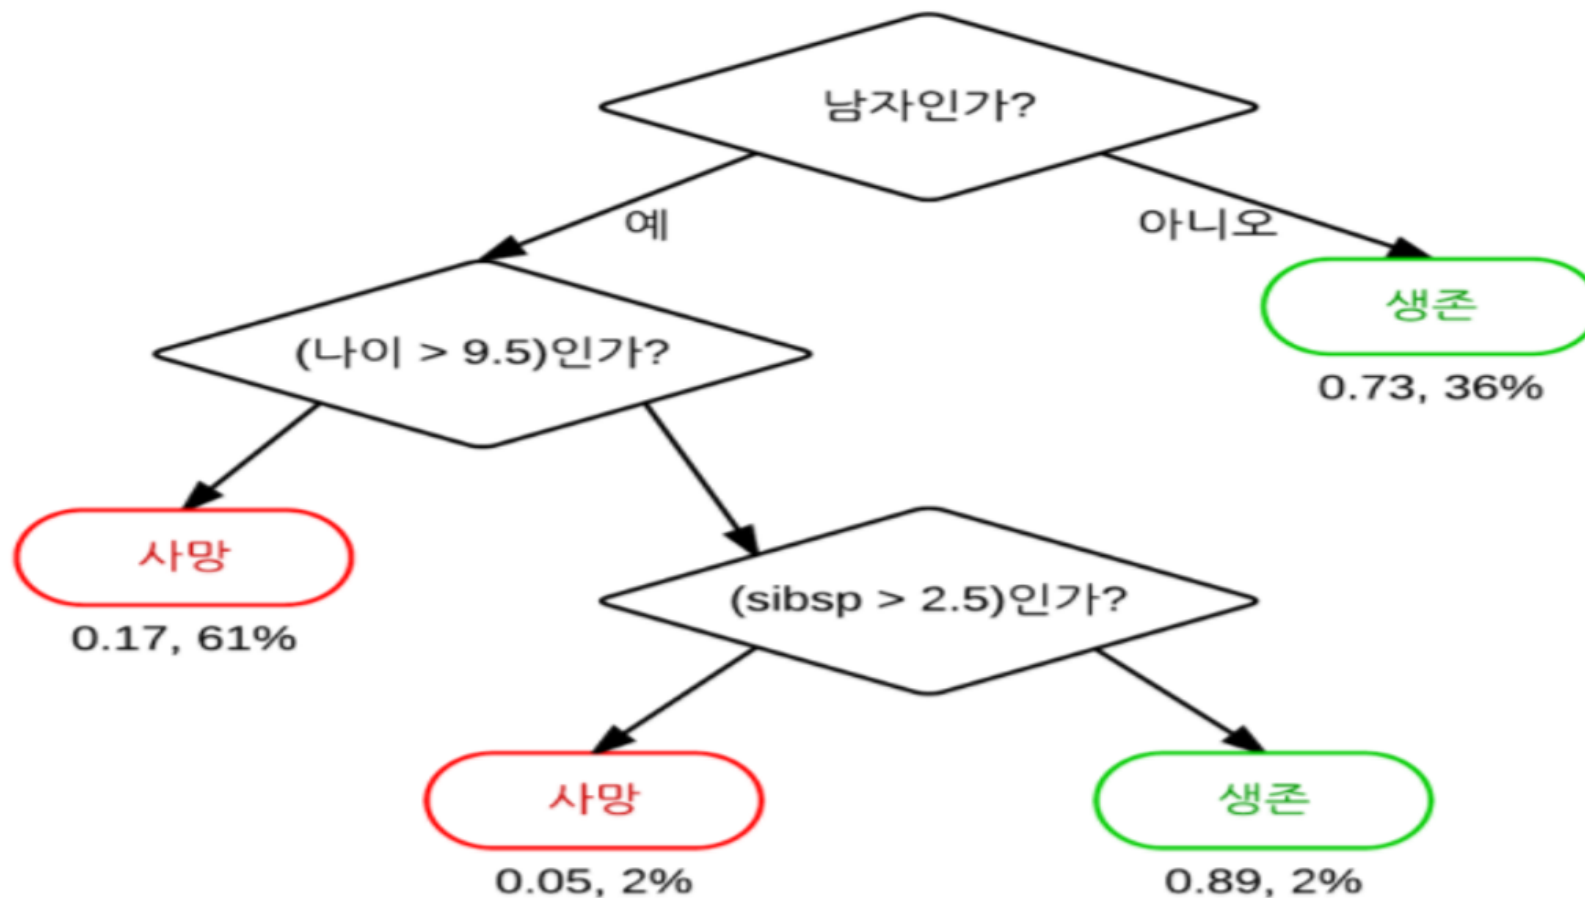 남자인가?
예
아니오
생존
0.73, 36%
(나이 > 9.5)인가?
사망
0.17, 61%
(sibsp > 2.5)인가?
사망
0.05, 2%
생존
0.89, 2%